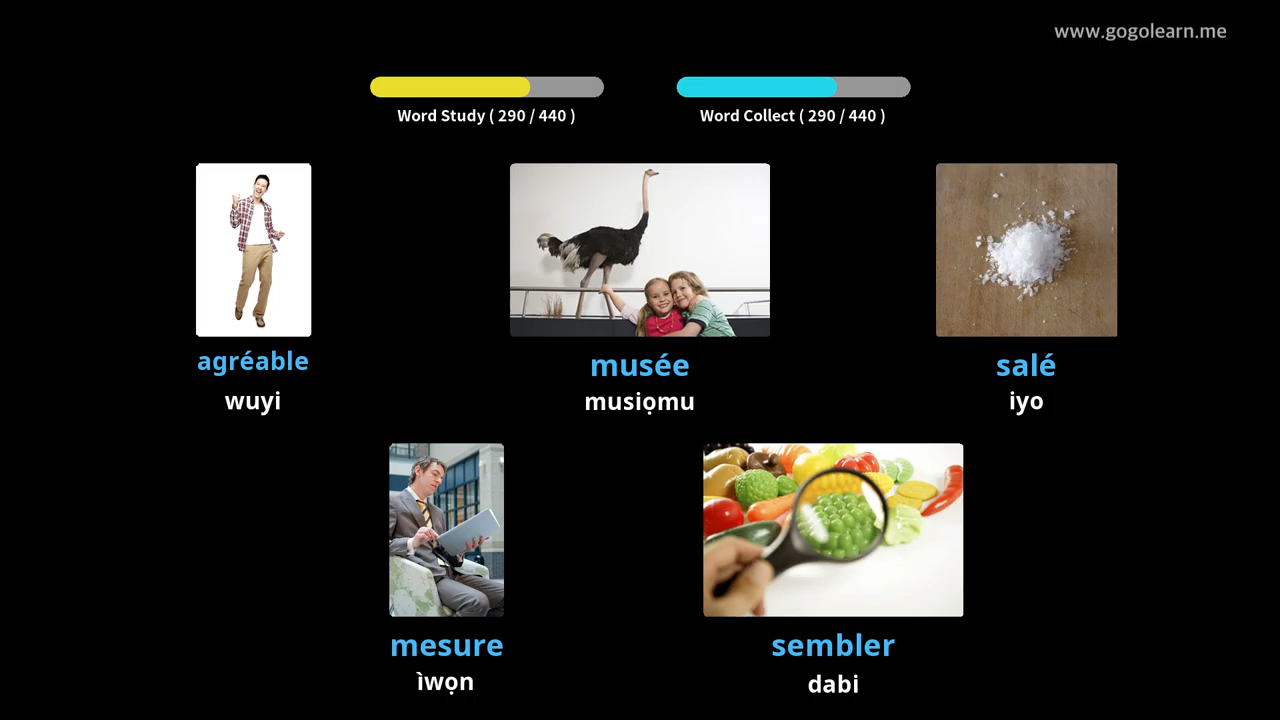 www.gogolearn.me
Word Study ( 290 / 440 )
Word Collect ( 290 / 440 )
agréable
wuyi
musée
musiọmu
salé
iyo
mesure
ìwọn
sembler
dabi